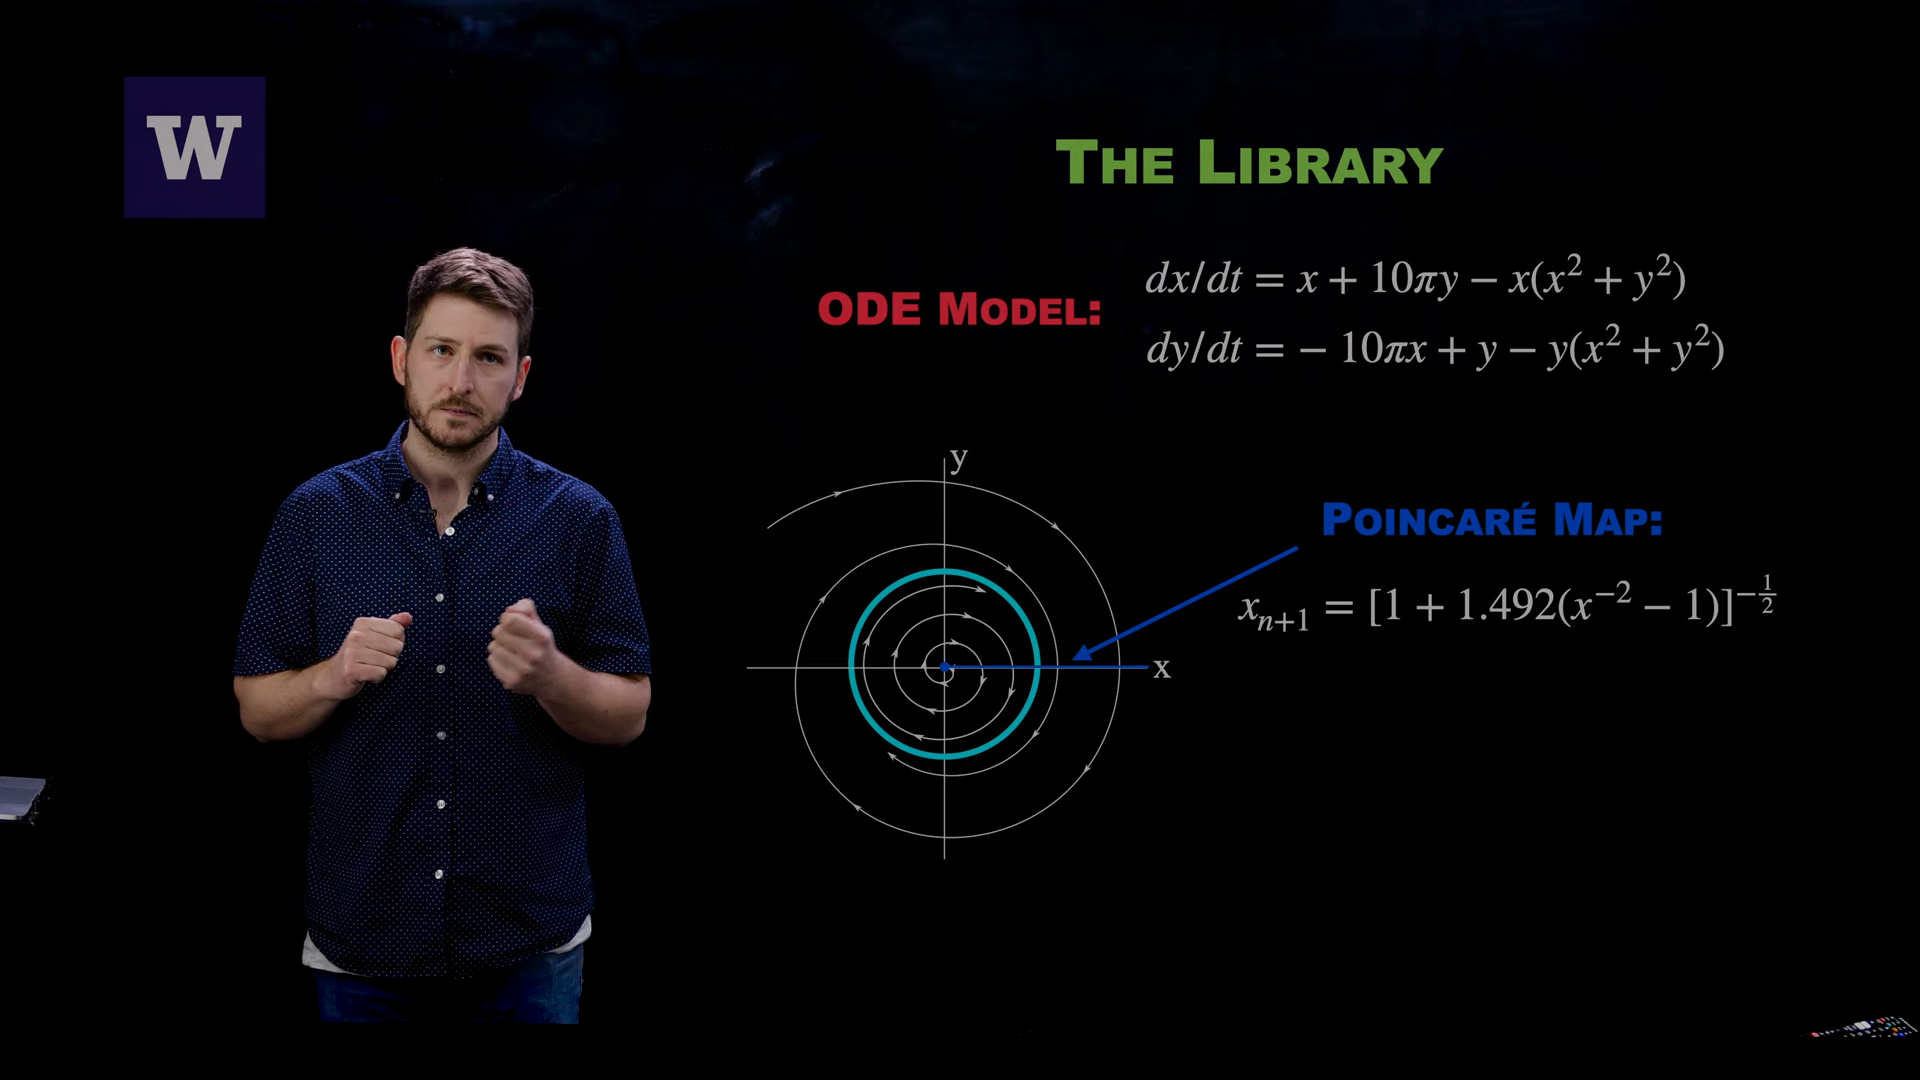 W
THE LIBRARY
ODE MODEL:
dx/dt = x + 10πy − x(x² + y²)
dy/dt = − 10πx + y − y(x² + y²)
y
x
POINCARÉ MAP:
xₙ₊₁ = [1 + 1.492(x⁻² − 1)]^(−1/2)